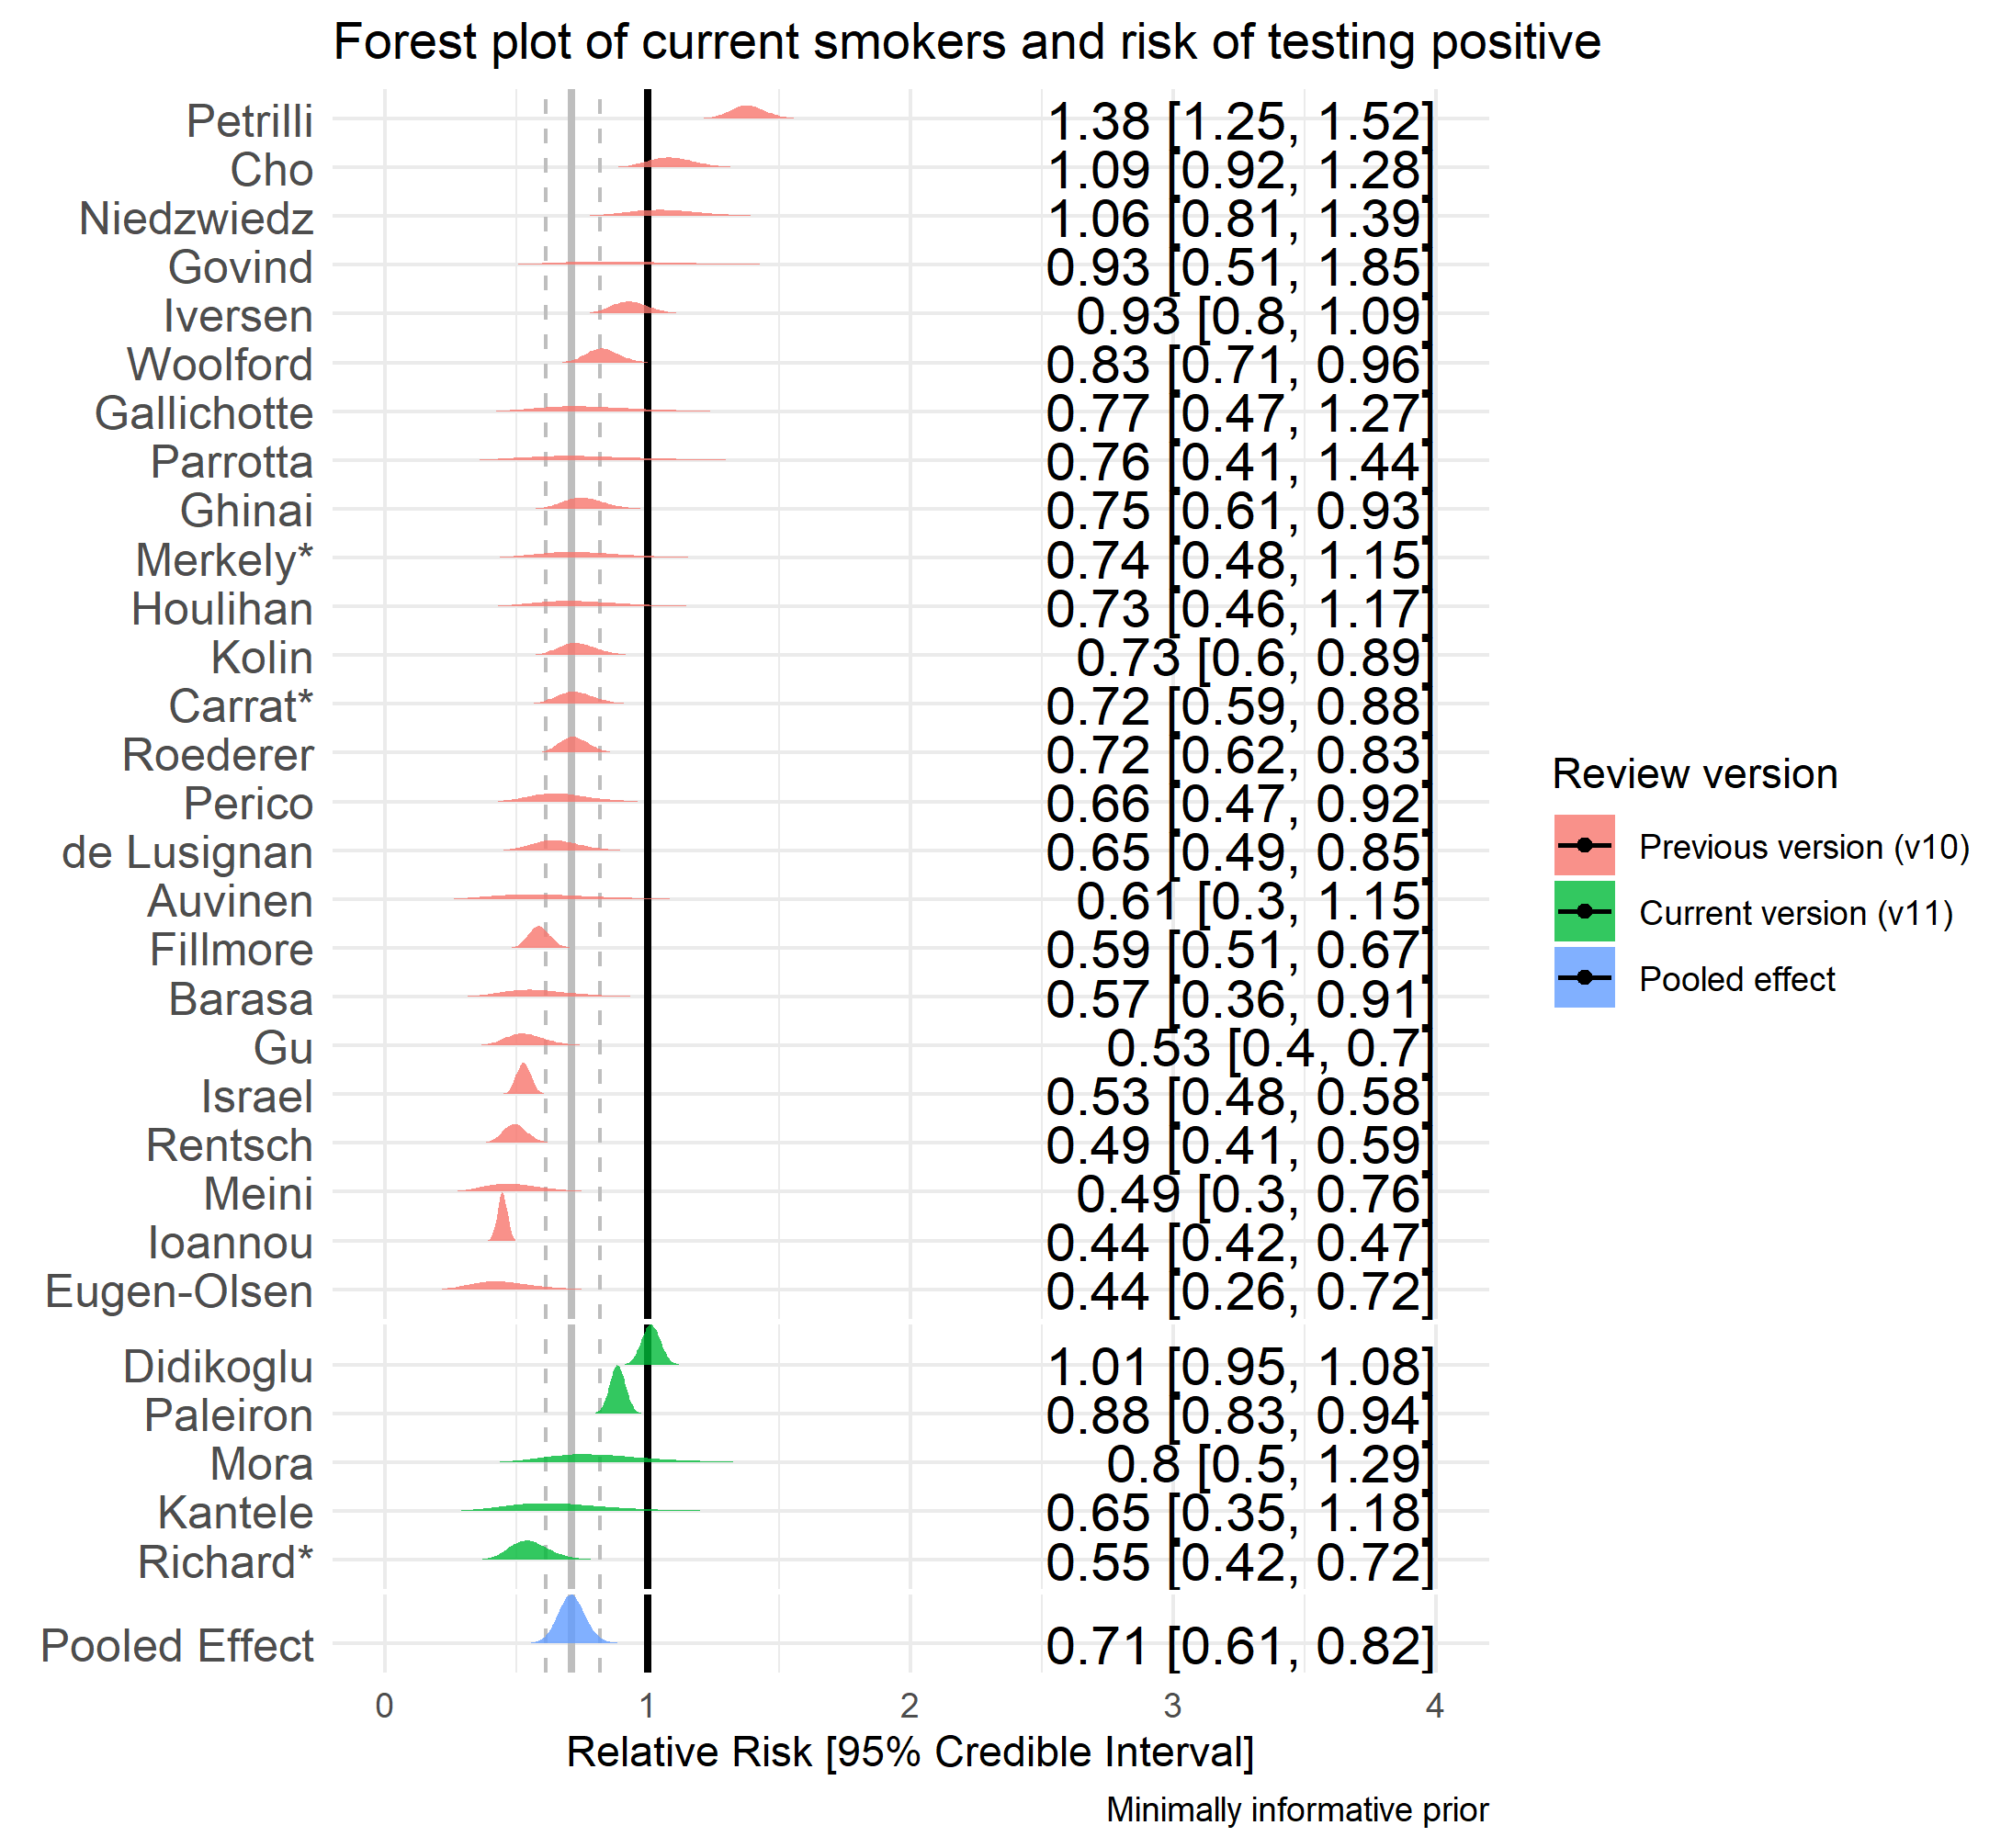 Forest plot of current smokers and risk of testing positive
Petrilli 1.38 [1.25, 1.52]
Cho 1.09 [0.92, 1.28]
Niedzwiedz 1.06 [0.81, 1.39]
Govind 0.93 [0.51, 1.85]
Iversen 0.93 [0.8, 1.09]
Woolford 0.83 [0.71, 0.96]
Gallichotte 0.77 [0.47, 1.27]
Parrotta 0.76 [0.41, 1.44]
Ghinai 0.75 [0.61, 0.93]
Merkely* 0.74 [0.48, 1.15]
Houlihan 0.73 [0.46, 1.17]
Kolin 0.73 [0.6, 0.89]
Carrat* 0.72 [0.59, 0.88]
Roederer 0.72 [0.62, 0.83]
Perico 0.66 [0.47, 0.92]
de Lusignan 0.65 [0.49, 0.85]
Auvinen 0.61 [0.3, 1.15]
Fillmore 0.59 [0.51, 0.67]
Barasa 0.57 [0.36, 0.91]
Gu 0.53 [0.4, 0.7]
Israel 0.53 [0.48, 0.58]
Rentsch 0.49 [0.41, 0.59]
Meini 0.49 [0.3, 0.76]
Ioannou 0.44 [0.42, 0.47]
Eugen-Olsen 0.44 [0.26, 0.72]
Didikoglu 1.01 [0.95, 1.08]
Paleiron 0.88 [0.83, 0.94]
Mora 0.8 [0.5, 1.29]
Kantele 0.65 [0.35, 1.18]
Richard* 0.55 [0.42, 0.72]
Pooled Effect 0.71 [0.61, 0.82]
0 1 2 3 4
Relative Risk [95% Credible Interval]
Minimally informative prior
Review version
Previous version (v10)
Current version (v11)
Pooled effect